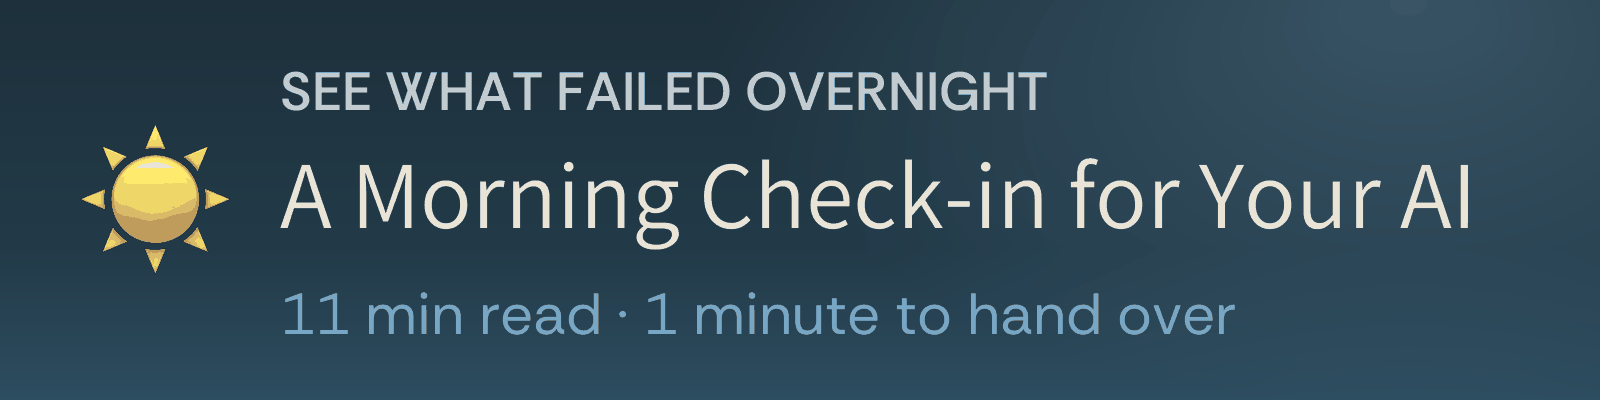 SEE WHAT FAILED OVERNIGHT
A Morning Check-in for Your AI
11 min read · 1 minute to hand over